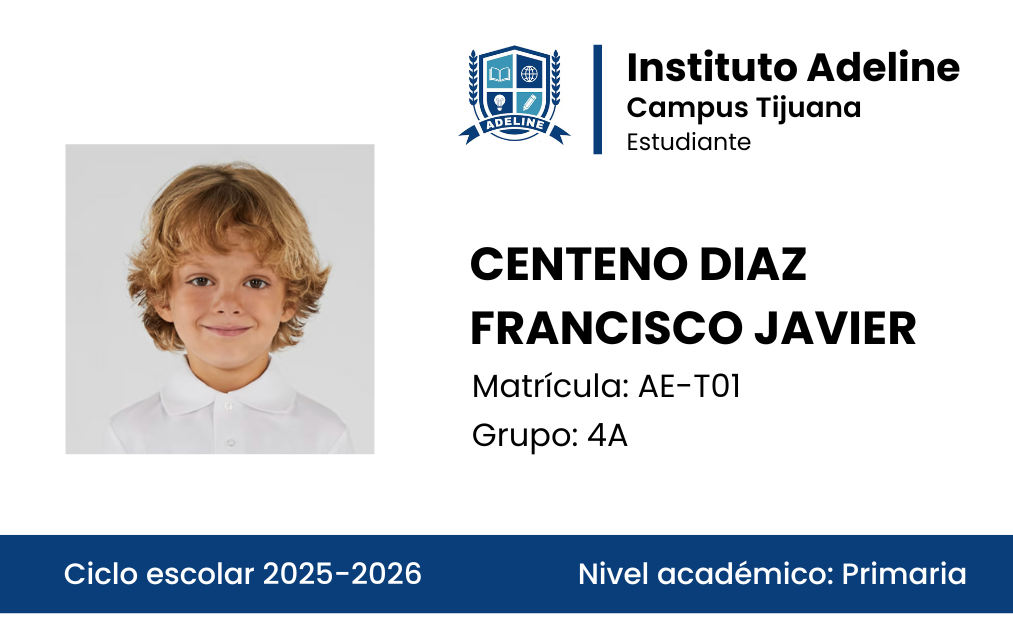 ADELINE
Instituto Adeline
Campus Tijuana
Estudiante
CENTENO DIAZ
FRANCISCO JAVIER
Matrícula: AE-T01
Grupo: 4A
Ciclo escolar 2025-2026
Nivel académico: Primaria